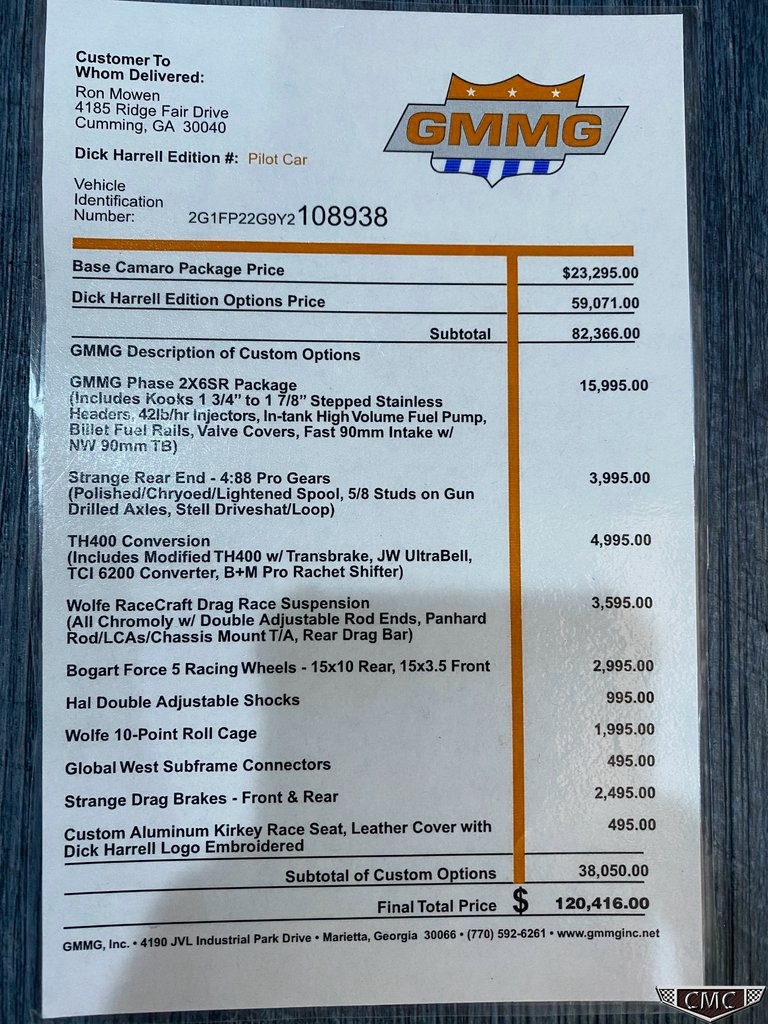 Customer To
Whom Delivered:
Ron Mowen
4185 Ridge Fair Drive
Cumming, GA 30040
GMMG
Dick Harrell Edition #: Pilot Car
Vehicle
Identification
Number: 2G1FP22G9Y2108938
Base Camaro Package Price $23,295.00
Dick Harrell Edition Options Price 59,071.00
Subtotal 82,366.00
GMMG Description of Custom Options
GMMG Phase 2X6SR Package 15,995.00
(Includes Kooks 1 3/4” to 1 7/8” Stepped Stainless
Headers, 42lb/hr Injectors, In-tank High Volume Fuel Pump,
Billet Fuel Rails, Valve Covers, Fast 90mm Intake w/
NW 90mm TB)
Strange Rear End - 4:88 Pro Gears 3,995.00
(Polished/Chryoed/Lightened Spool, 5/8 Studs on Gun
Drilled Axles, Stell Driveshat/Loop)
TH400 Conversion 4,995.00
(Includes Modified TH400 w/ Transbrake, JW UltraBell,
TCI 6200 Converter, B+M Pro Rachet Shifter)
Wolfe RaceCraft Drag Race Suspension 3,595.00
(All Chromoly w/ Double Adjustable Rod Ends, Panhard
Rod/LCAs/Chassis Mount T/A, Rear Drag Bar)
Bogart Force 5 Racing Wheels - 15x10 Rear, 15x3.5 Front 2,995.00
Hal Double Adjustable Shocks 995.00
Wolfe 10-Point Roll Cage 1,995.00
Global West Subframe Connectors 495.00
Strange Drag Brakes - Front & Rear 2,495.00
Custom Aluminum Kirkey Race Seat, Leather Cover with 495.00
Dick Harrell Logo Embroidered
Subtotal of Custom Options 38,050.00
Final Total Price $ 120,416.00
GMMG, Inc. • 4190 JVL Industrial Park Drive • Marietta, Georgia 30066 • (770) 592-6261 • www.gmmginc.net
CMC